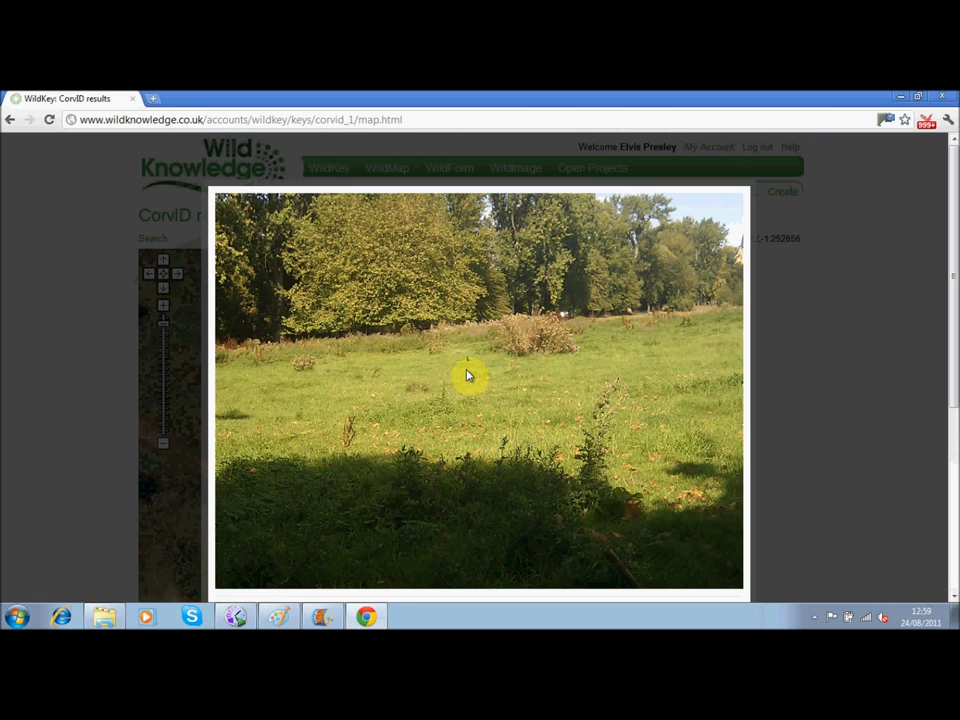 WildKey: CorvID results
www.wildknowledge.co.uk/accounts/wildkey/keys/corvid_1/map.html
999+
Wild
Knowledge
Welcome Elvis Presley My Account Log out Help
WildKey WildMap WildForm WildImage Open Projects
Create
CorvID
Search
-1.252656
12:59
24/08/2011